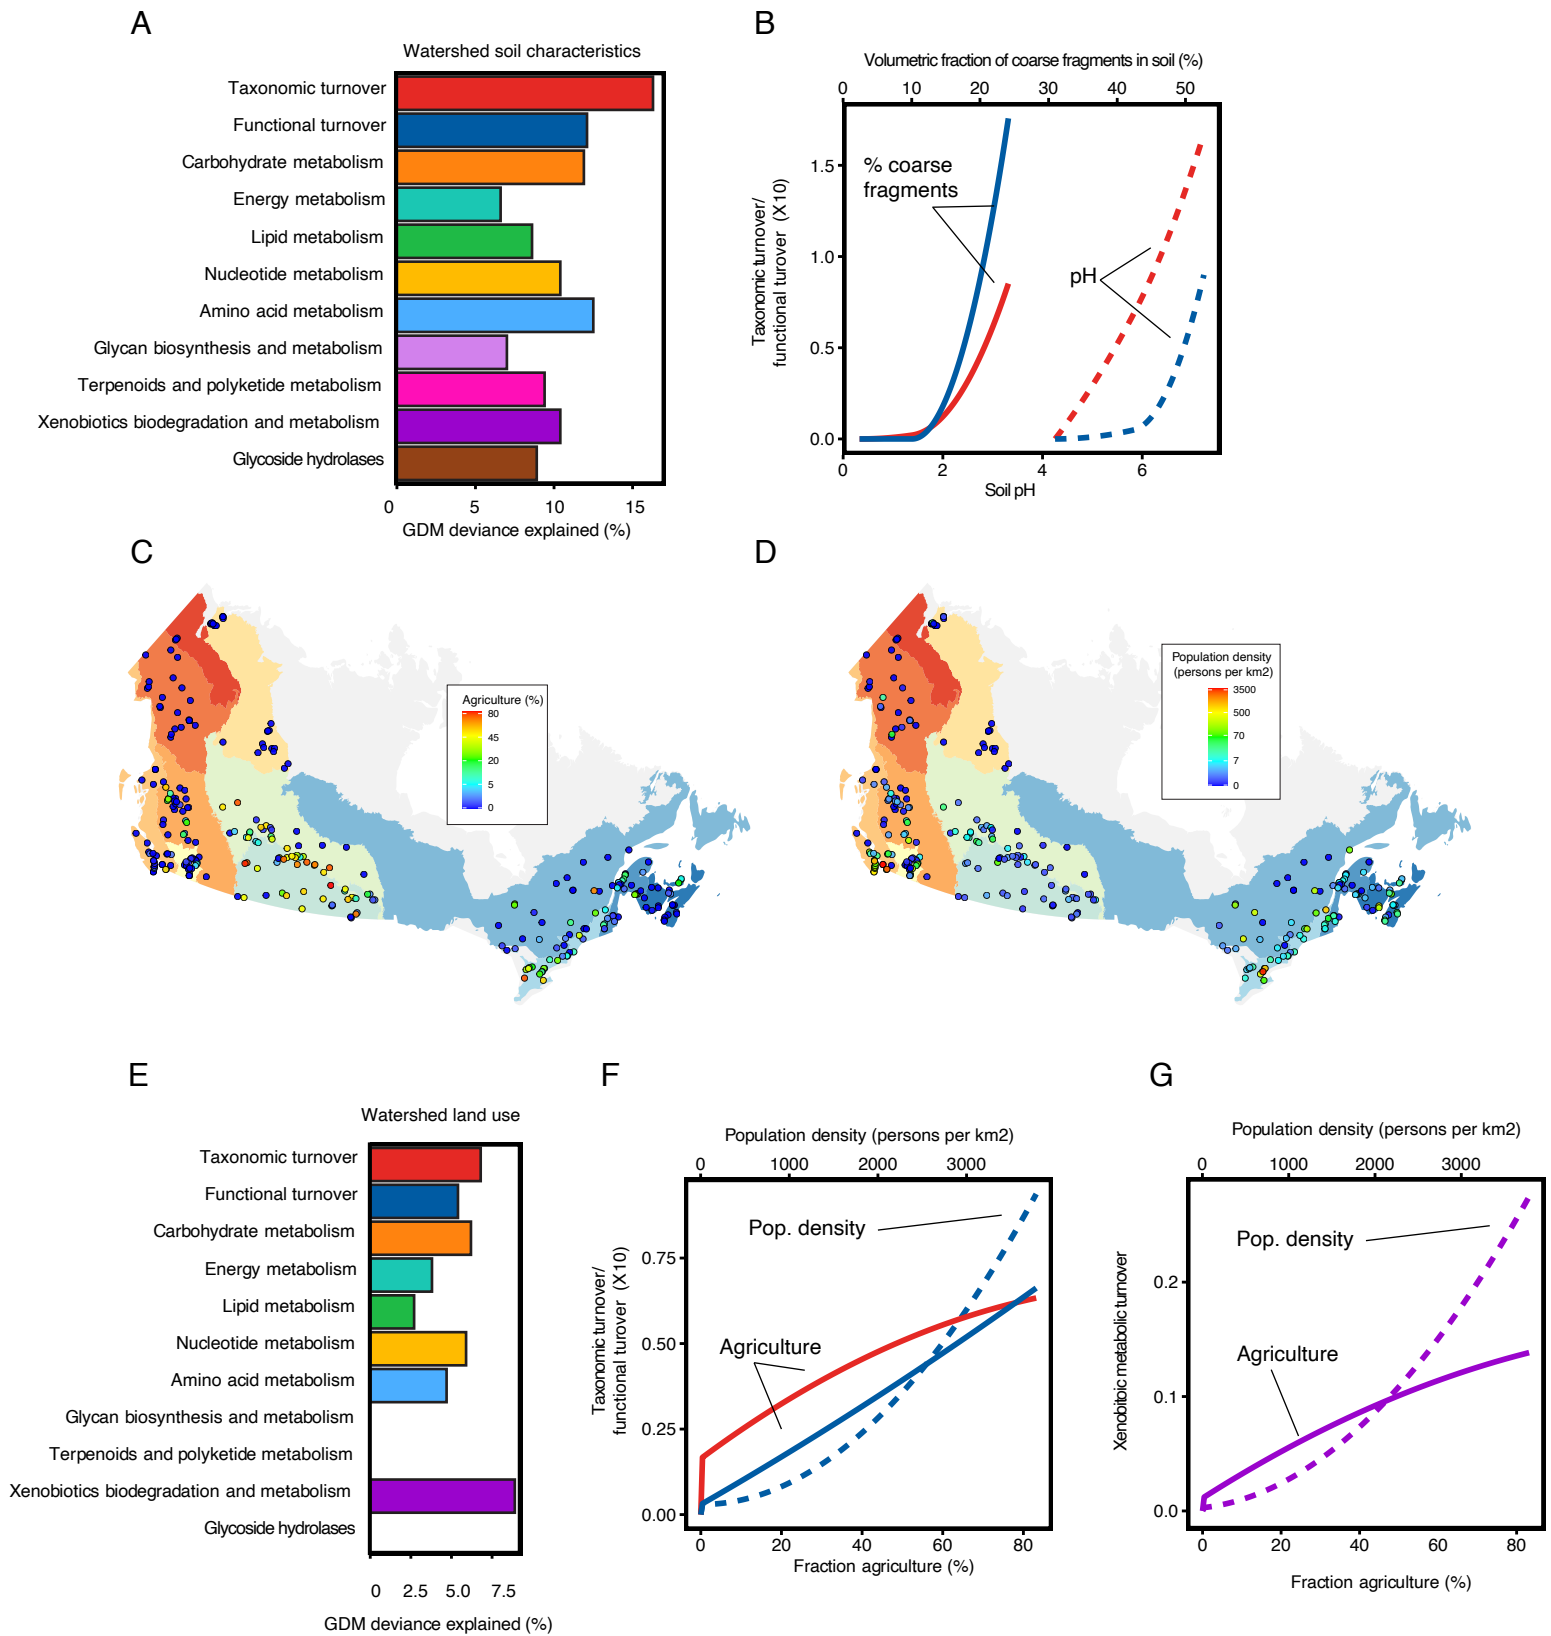 A
Watershed soil characteristics
Taxonomic turnover
Functional turnover
Carbohydrate metabolism
Energy metabolism
Lipid metabolism
Nucleotide metabolism
Amino acid metabolism
Glycan biosynthesis and metabolism
Terpenoids and polyketide metabolism
Xenobiotics biodegradation and metabolism
Glycoside hydrolases
0 5 10 15
GDM deviance explained (%)
B
Volumetric fraction of coarse fragments in soil (%)
0 10 20 30 40 50
Taxonomic turnover/
functional turover (X10)
1.5
1.0
0.5
0.0
% coarse
fragments
pH
0 2 4 6
Soil pH
C
Agriculture (%)
80
45
20
5
0
D
Population density
(persons per km2)
3500
500
70
7
0
E
Watershed land use
Taxonomic turnover
Functional turnover
Carbohydrate metabolism
Energy metabolism
Lipid metabolism
Nucleotide metabolism
Amino acid metabolism
Glycan biosynthesis and metabolism
Terpenoids and polyketide metabolism
Xenobiotics biodegradation and metabolism
Glycoside hydrolases
0 2.5 5.0 7.5
GDM deviance explained (%)
F
Population density (persons per km2)
0 1000 2000 3000
Taxonomic turnover/
functional turover (X10)
0.75
0.50
0.25
0.00
Pop. density
Agriculture
0 20 40 60 80
Fraction agriculture (%)
G
Population density (persons per km2)
0 1000 2000 3000
Xenobioic metabolic turnover
0.2
0.1
0.0
Pop. density
Agriculture
0 20 40 60 80
Fraction agriculture (%)